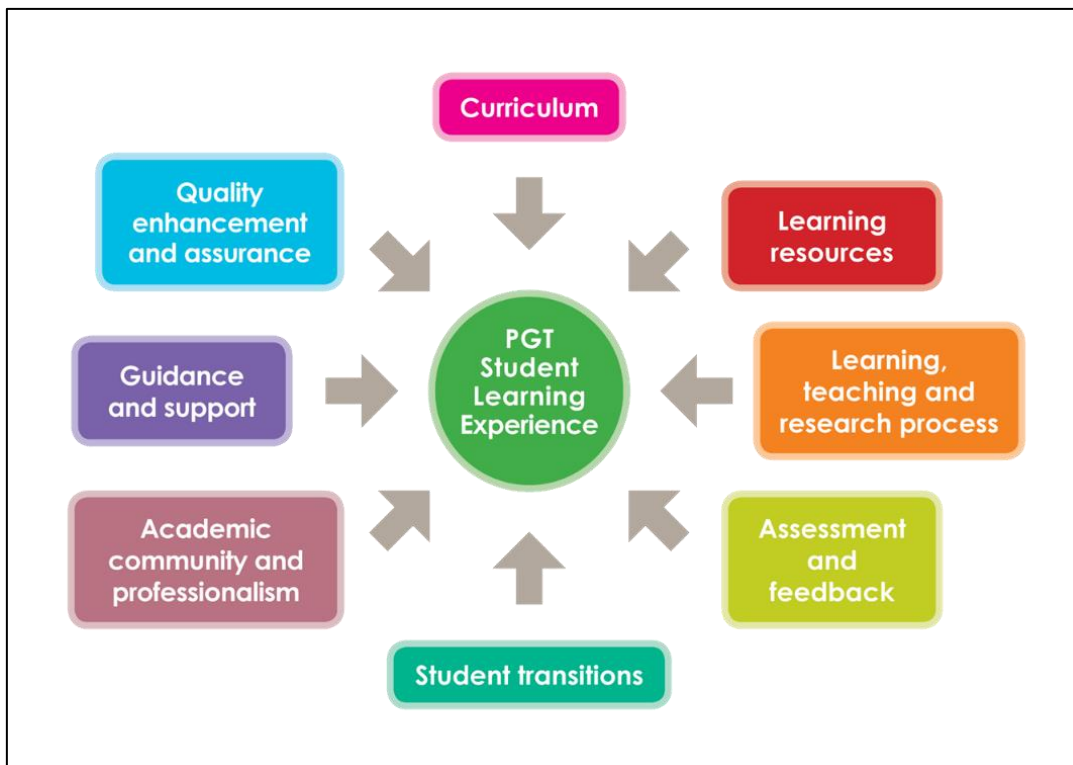 Curriculum
Quality
enhancement
and assurance
Learning
resources
Guidance
and support
PGT
Student
Learning
Experience
Learning,
teaching and
research process
Academic
community and
professionalism
Assessment
and
feedback
Student transitions